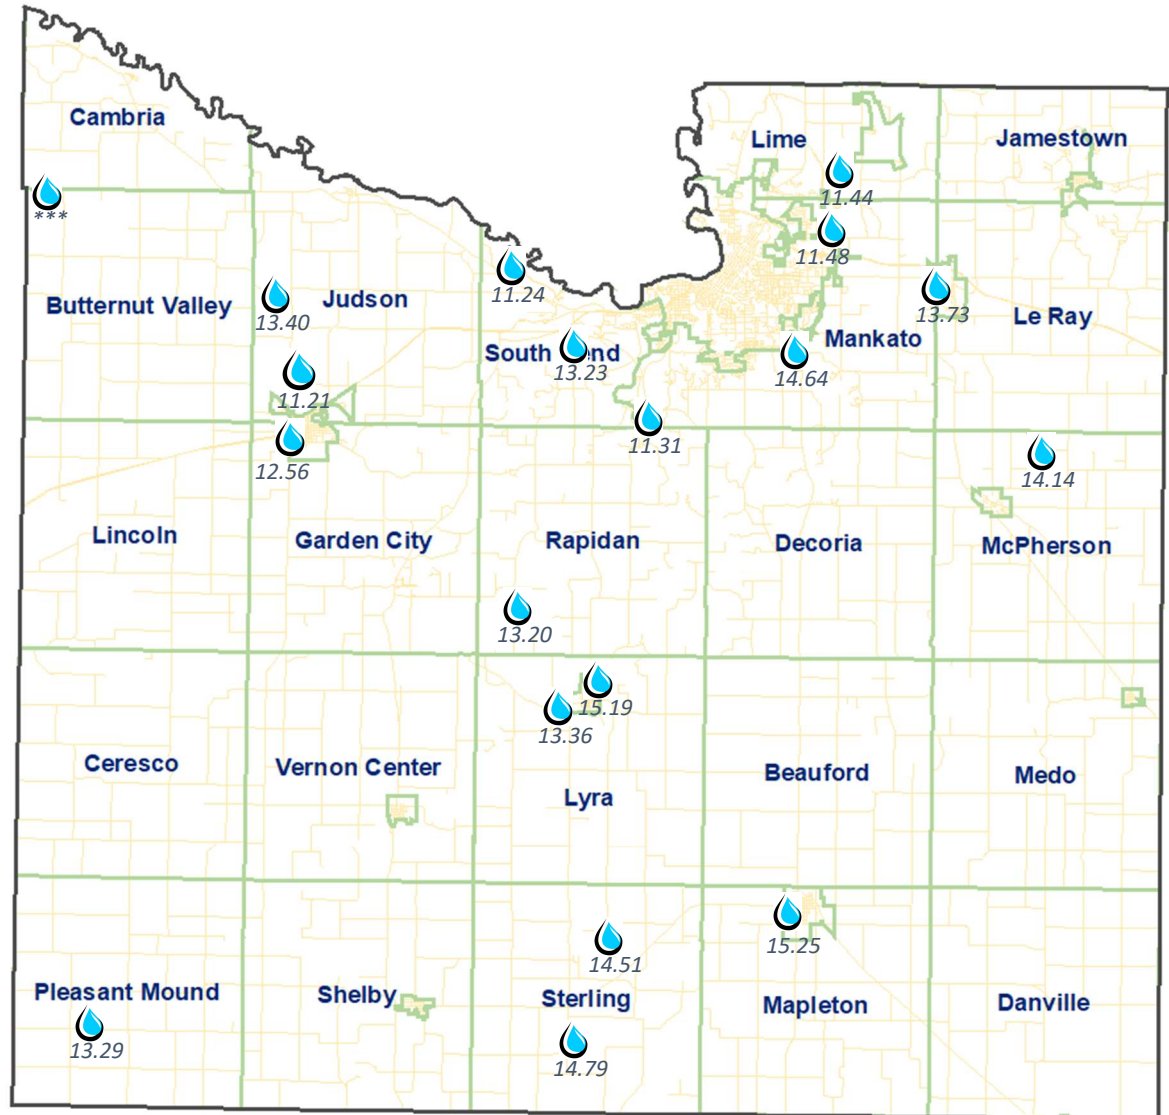 Cambria
Lime
Jamestown
***
11.44
11.48
Butternut Valley
Judson
13.40
11.24
13.73
Le Ray
South nd
13.23
Mankato
14.64
11.21
11.31
12.56
14.14
Lincoln
Garden City
Rapidan
Decoria
McPherson
13.20
15.19
13.36
Ceresco
Vernon Center
Lyra
Beauford
Medo
15.25
14.51
Pleasant Mound
Shelby
Sterling
Mapleton
Danville
13.29
14.79